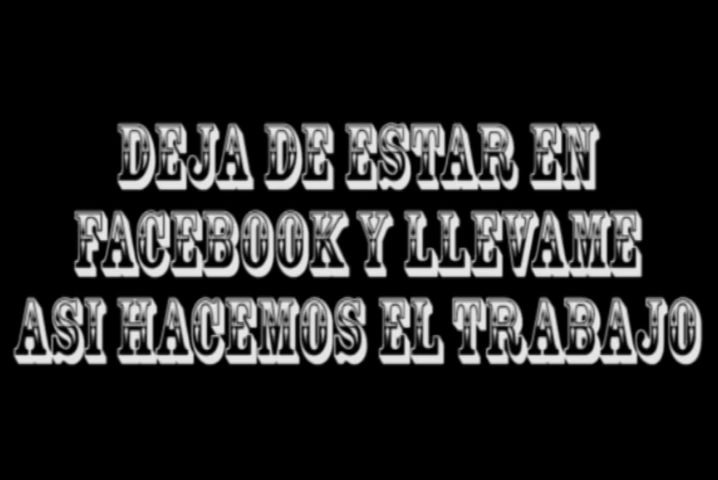 DEJA DE ESTAR EN
FACEBOOK Y LLEVAME
ASI HACEMOS EL TRABAJO